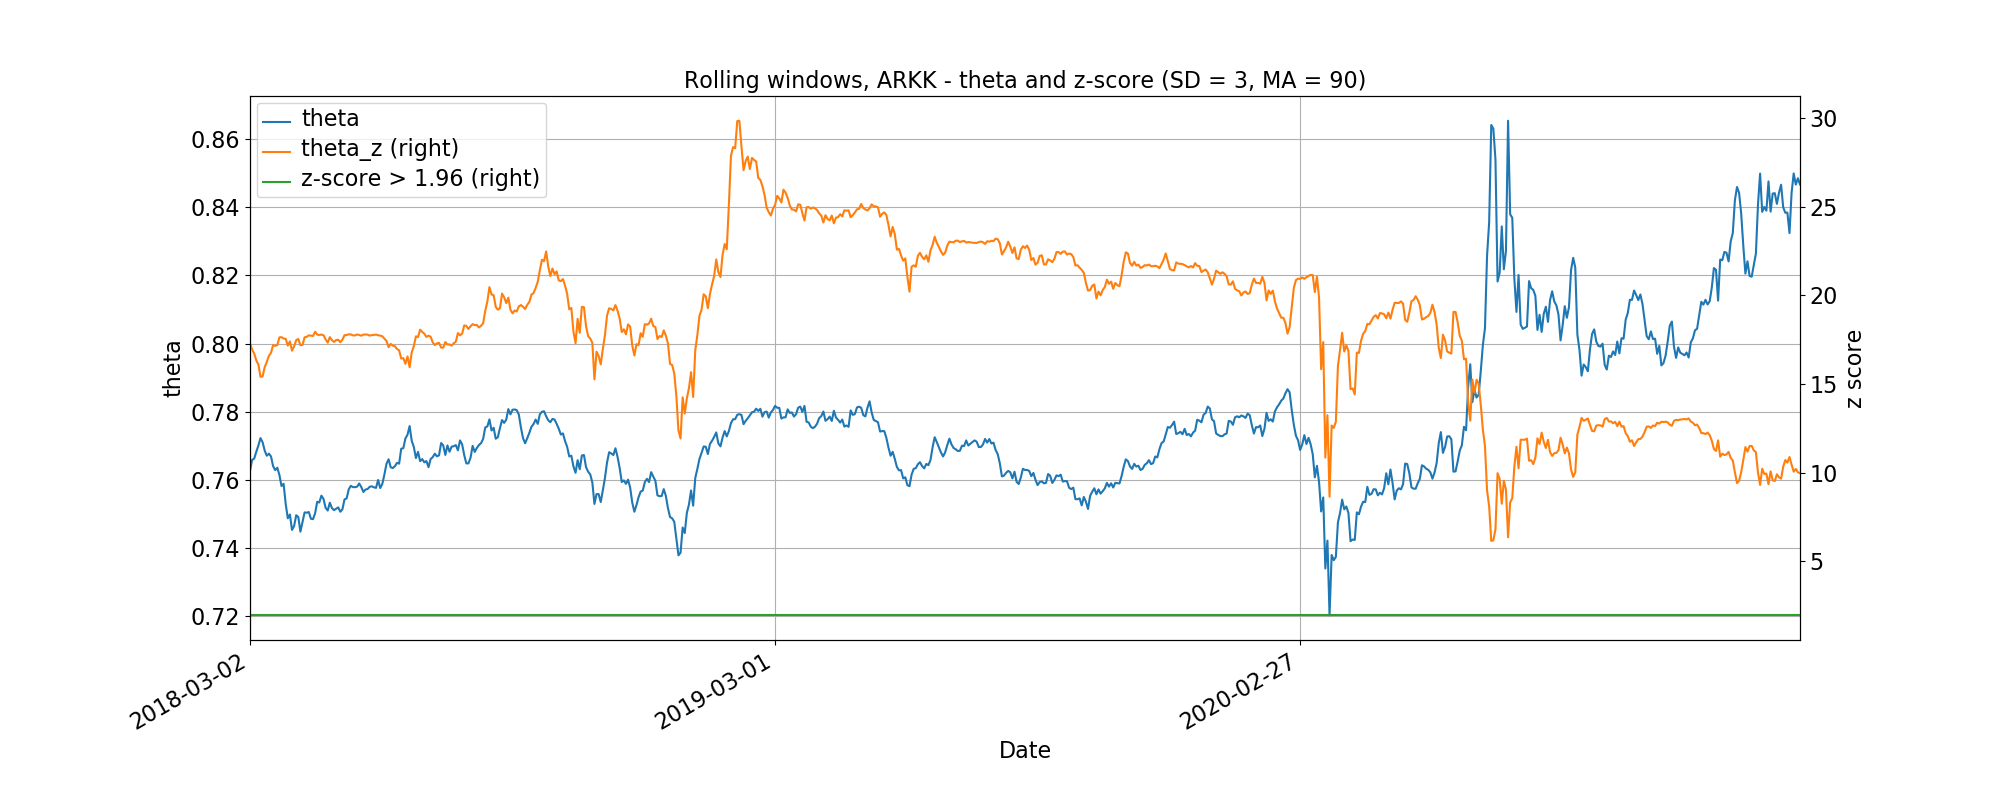 Rolling windows, ARKK - theta and z-score (SD = 3, MA = 90)
theta
theta_z (right)
z-score > 1.96 (right)
0.86
0.84
0.82
0.80
0.78
0.76
0.74
0.72
theta
30
25
20
15
10
5
z score
2018-03-02
2019-03-01
2020-02-27
Date